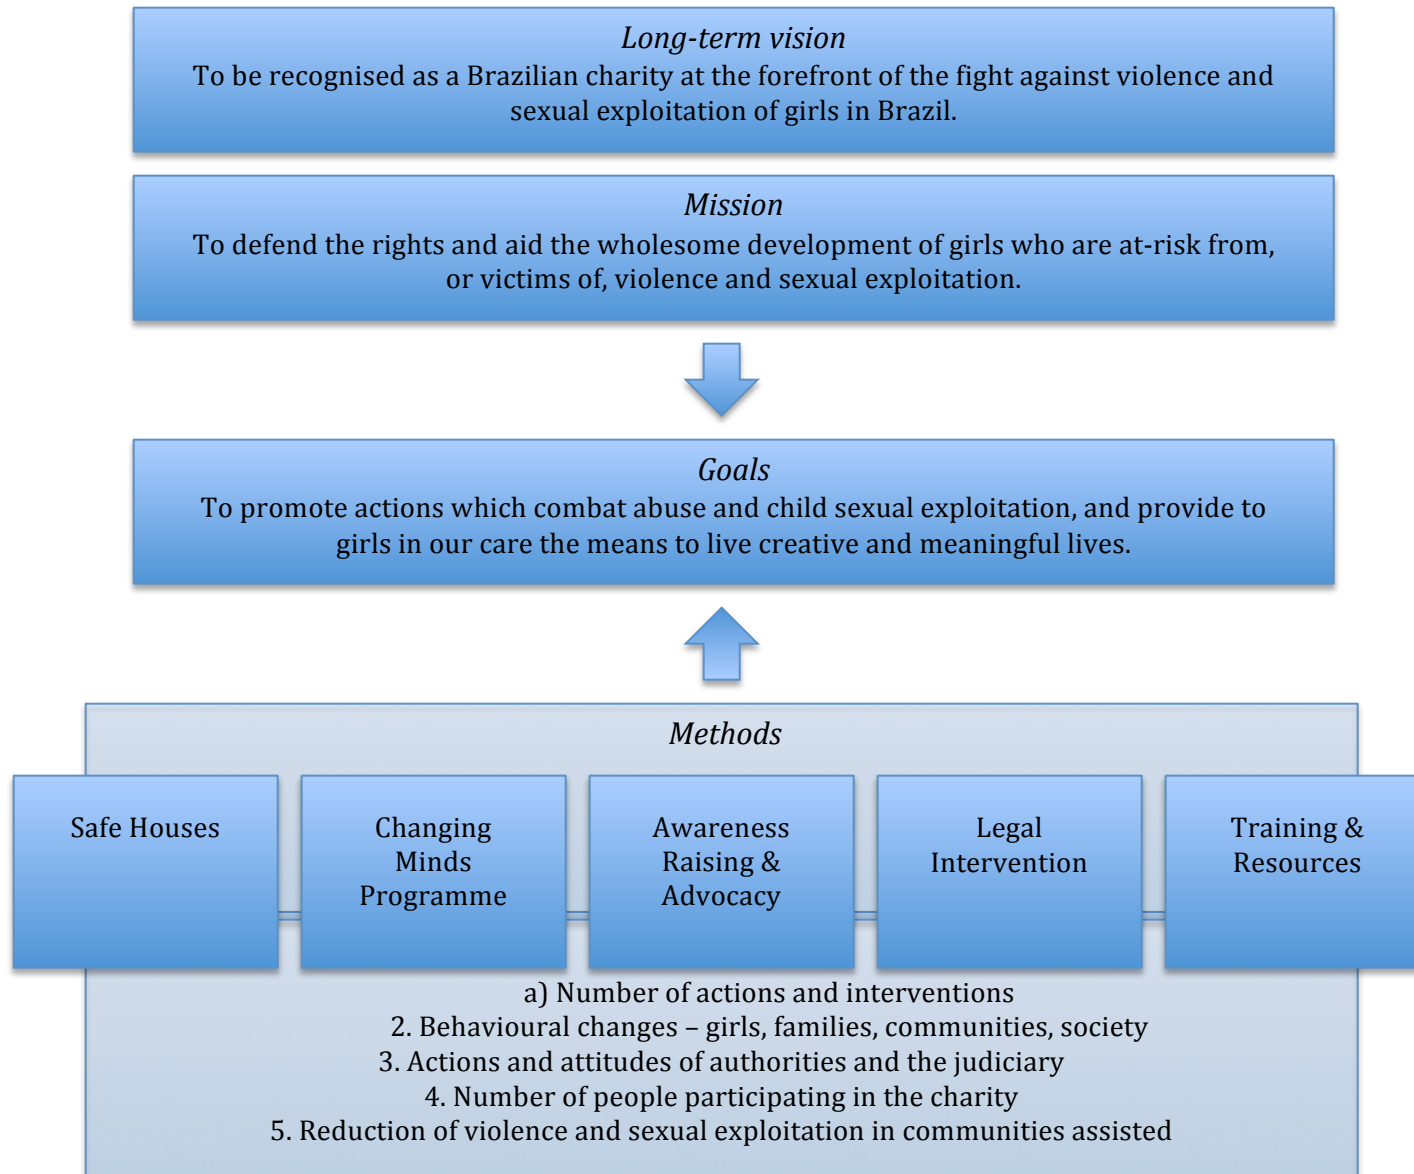 Long-term vision
To be recognised as a Brazilian charity at the forefront of the fight against violence and
sexual exploitation of girls in Brazil.
Mission
To defend the rights and aid the wholesome development of girls who are at-risk from,
or victims of, violence and sexual exploitation.
Goals
To promote actions which combat abuse and child sexual exploitation, and provide to
girls in our care the means to live creative and meaningful lives.
Methods
Safe Houses
Changing
Minds
Programme
Awareness
Raising &
Advocacy
Legal
Intervention
Training &
Resources
a) Number of actions and interventions
2. Behavioural changes – girls, families, communities, society
3. Actions and attitudes of authorities and the judiciary
4. Number of people participating in the charity
5. Reduction of violence and sexual exploitation in communities assisted